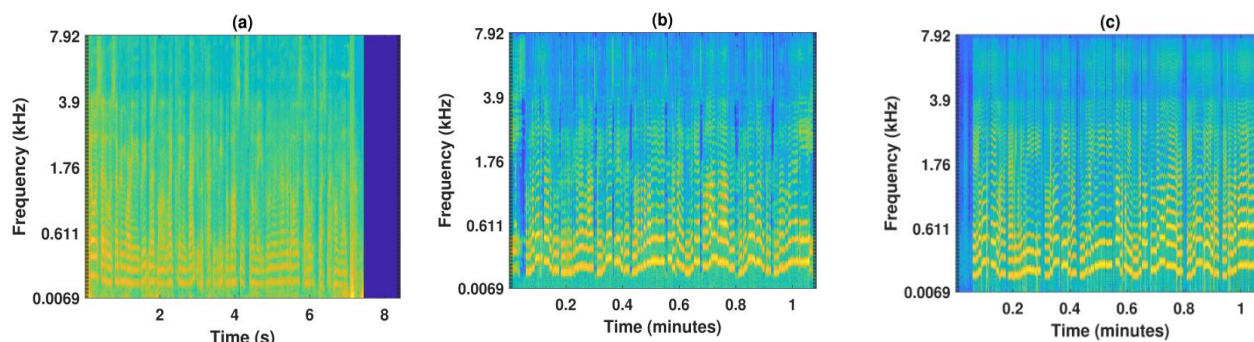 (a)
7.92
3.9
1.76
0.611
0.0069
Frequency (kHz)
2 4 6 8
Time (s)
(b)
7.92
3.9
1.76
0.611
0.0069
Frequency (kHz)
0.2 0.4 0.6 0.8 1
Time (minutes)
(c)
7.92
3.9
1.76
0.611
0.0069
Frequency (kHz)
0.2 0.4 0.6 0.8 1
Time (minutes)